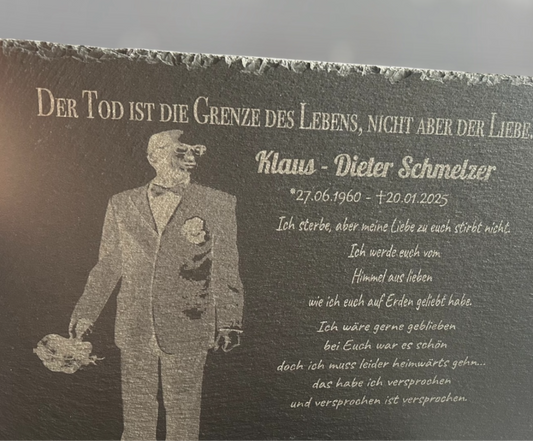 Der Tod ist die Grenze des Lebens, nicht aber der Liebe.
Klaus - Dieter Schmelzer
*27.06.1960 - †20.01.2025
Ich sterbe, aber meine Liebe zu euch stirbt nicht.
Ich werde euch vom
Himmel aus lieben
wie ich euch auf Erden geliebt habe.
Ich wäre gerne geblieben
bei Euch war es schön
doch ich muss leider heimwärts gehn...
das habe ich versprochen
und versprochen ist versprochen.